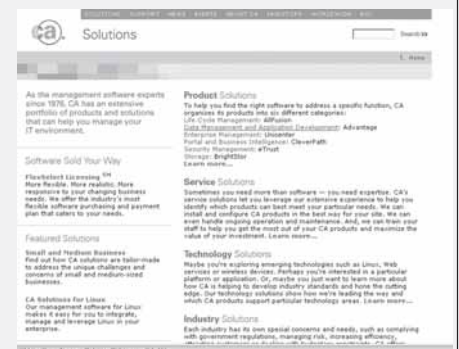 SOLUTIONS SUPPORT NEWS EVENTS ABOUT CA INVESTORS WORLDWIDE BUY
ca
Solutions
Search
Home
As the management software experts
since 1976, CA has an extensive
portfolio of products and solutions
that can help you manage your
IT environment.
Software Sold Your Way
FlexSelect Licensing SM
More flexible. More realistic. More
responsive to your changing business
needs. We offer the industry's most
flexible software purchasing and payment
plan that caters to your needs.
Featured Solutions
Small and Medium Business
Find out how CA solutions are tailor-made
to address the unique challenges and
concerns of small and medium-sized
businesses.
CA Solutions for Linux
Our management software for Linux
makes it easy for you to integrate,
manage and leverage Linux in your
enterprise.
Product Solutions
To help you find the right software to address a specific function, CA
organizes its products into six different categories:
Life Cycle Management: AllFusion
Data Management and Application Development: Advantage
Enterprise Management: Unicenter
Portal and Business Intelligence: CleverPath
Security Management: eTrust
Storage: BrightStor
Learn more...
Service Solutions
Sometimes you need more than software — you need expertise. CA's
service solutions let you leverage our extensive experience to help you
identify which products can best meet your particular needs. We can
install and configure CA products in the best way for your site. We can
even handle ongoing operation and maintenance. And, we can train your
staff to help you get the most out of your CA products and maximize the
value of your investment. Learn more...
Technology Solutions
Maybe you're exploring emerging technologies such as Linux, Web
services or wireless devices. Perhaps you're interested in a particular
platform or application. Or, maybe you just want to learn more about
how CA is helping to develop industry standards and hone the cutting
edge. Our technology solutions show how we're leading the way and
which CA products support particular technology areas. Learn more...
Industry Solutions
Each industry has its own special concerns and needs, such as complying
with government regulations, managing risk, increasing efficiency,